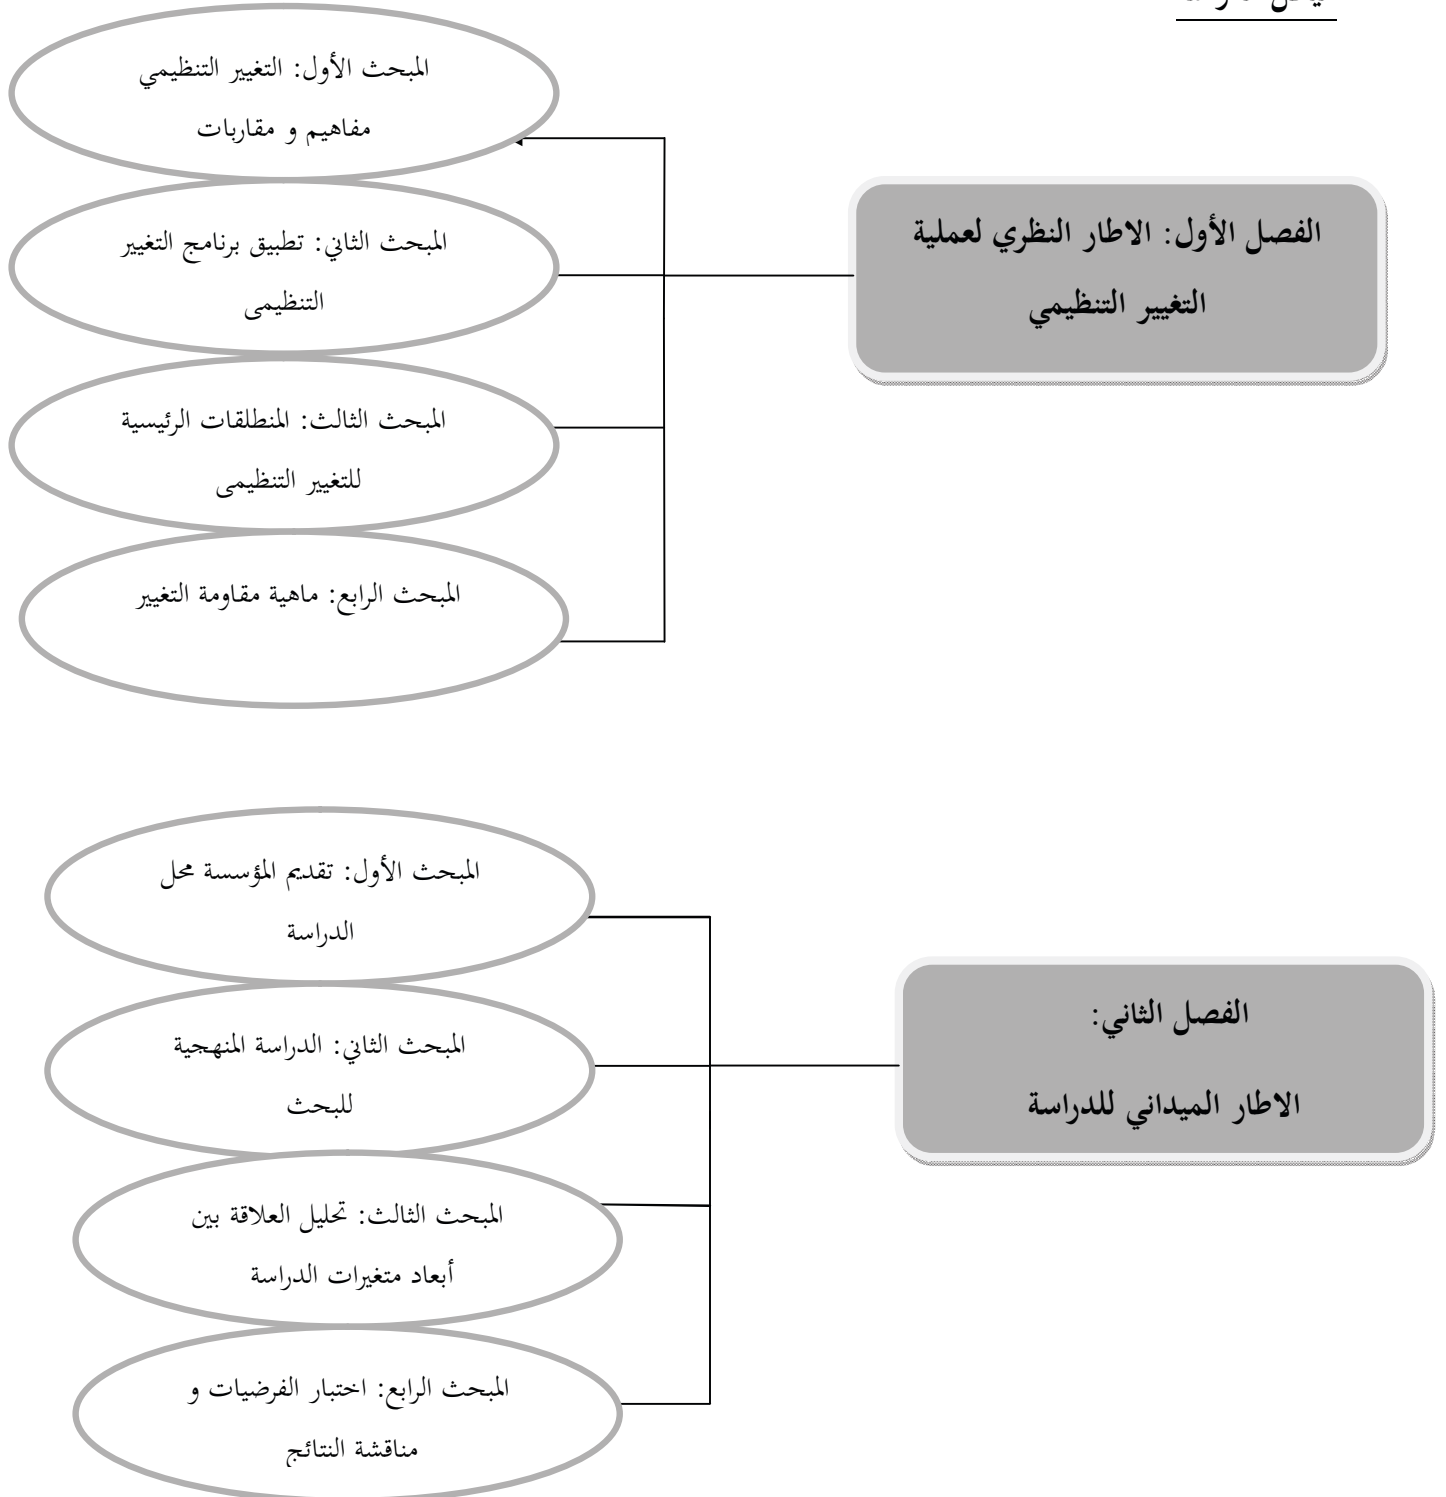 الفصل الأول: الاطار النظري لعملية
التغيير التنظيمي
المبحث الأول: التغيير التنظيمي
مفاهيم و مقاربات
المبحث الثاني: تطبيق برنامج التغيير
التنظيمى
المبحث الثالث: المنطلقات الرئيسية
للتغيير التنظيمى
المبحث الرابع: ماهية مقاومة التغيير
الفصل الثاني:
الاطار الميداني للدراسة
المبحث الأول: تقديم المؤسسة محل
الدراسة
المبحث الثاني: الدراسة المنهجية
للبحث
المبحث الثالث: تحليل العلاقة بين
أبعاد متغيرات الدراسة
المبحث الرابع: اختبار الفرضيات و
مناقشة النتائج